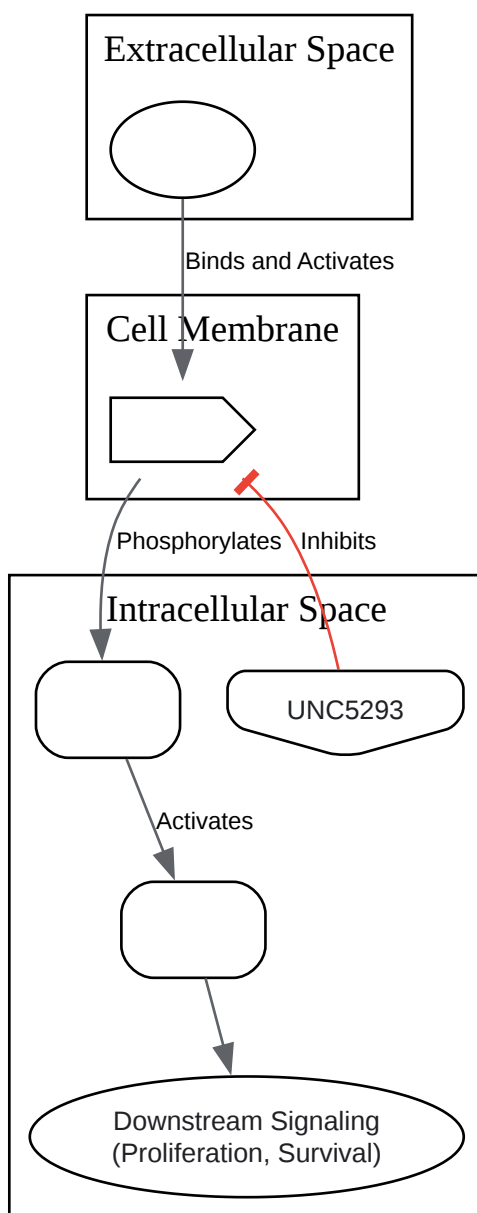 Extracellular Space
Binds and Activates
Cell Membrane
Phosphorylates
Inhibits
Intracellular Space
UNC5293
Activates
Downstream Signaling
(Proliferation, Survival)